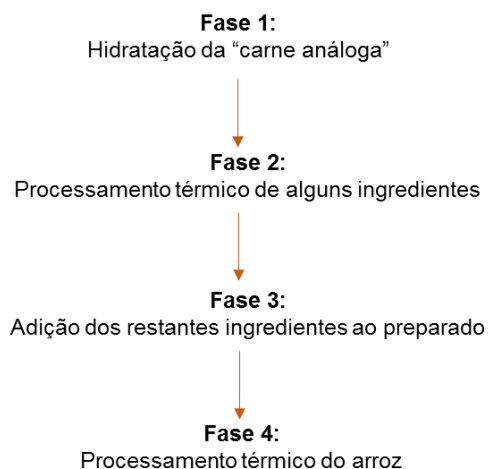 Fase 1:
Hidratação da “carne análoga”
Fase 2:
Processamento térmico de alguns ingredientes
Fase 3:
Adição dos restantes ingredientes ao preparado
Fase 4:
Processamento térmico do arroz